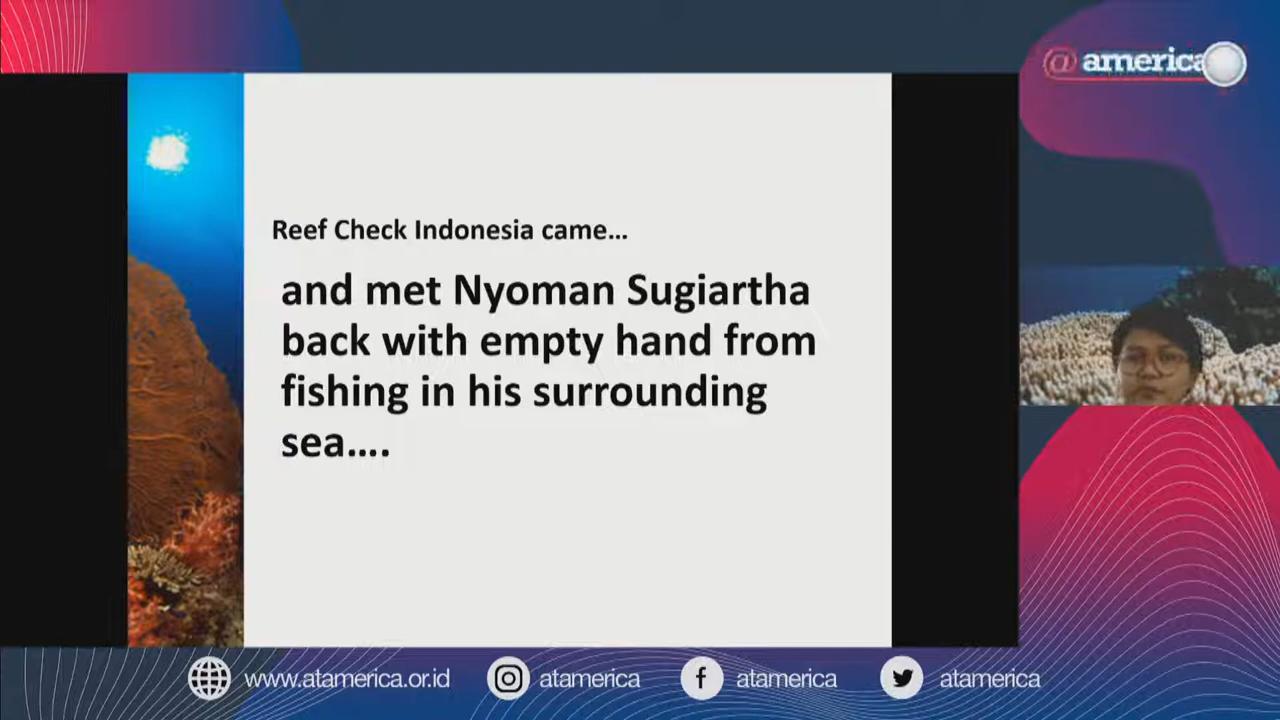 @america
Reef Check Indonesia came...
and met Nyoman Sugiartha
back with empty hand from
fishing in his surrounding
sea....
www.atamerica.or.id
atamerica
atamerica
atamerica